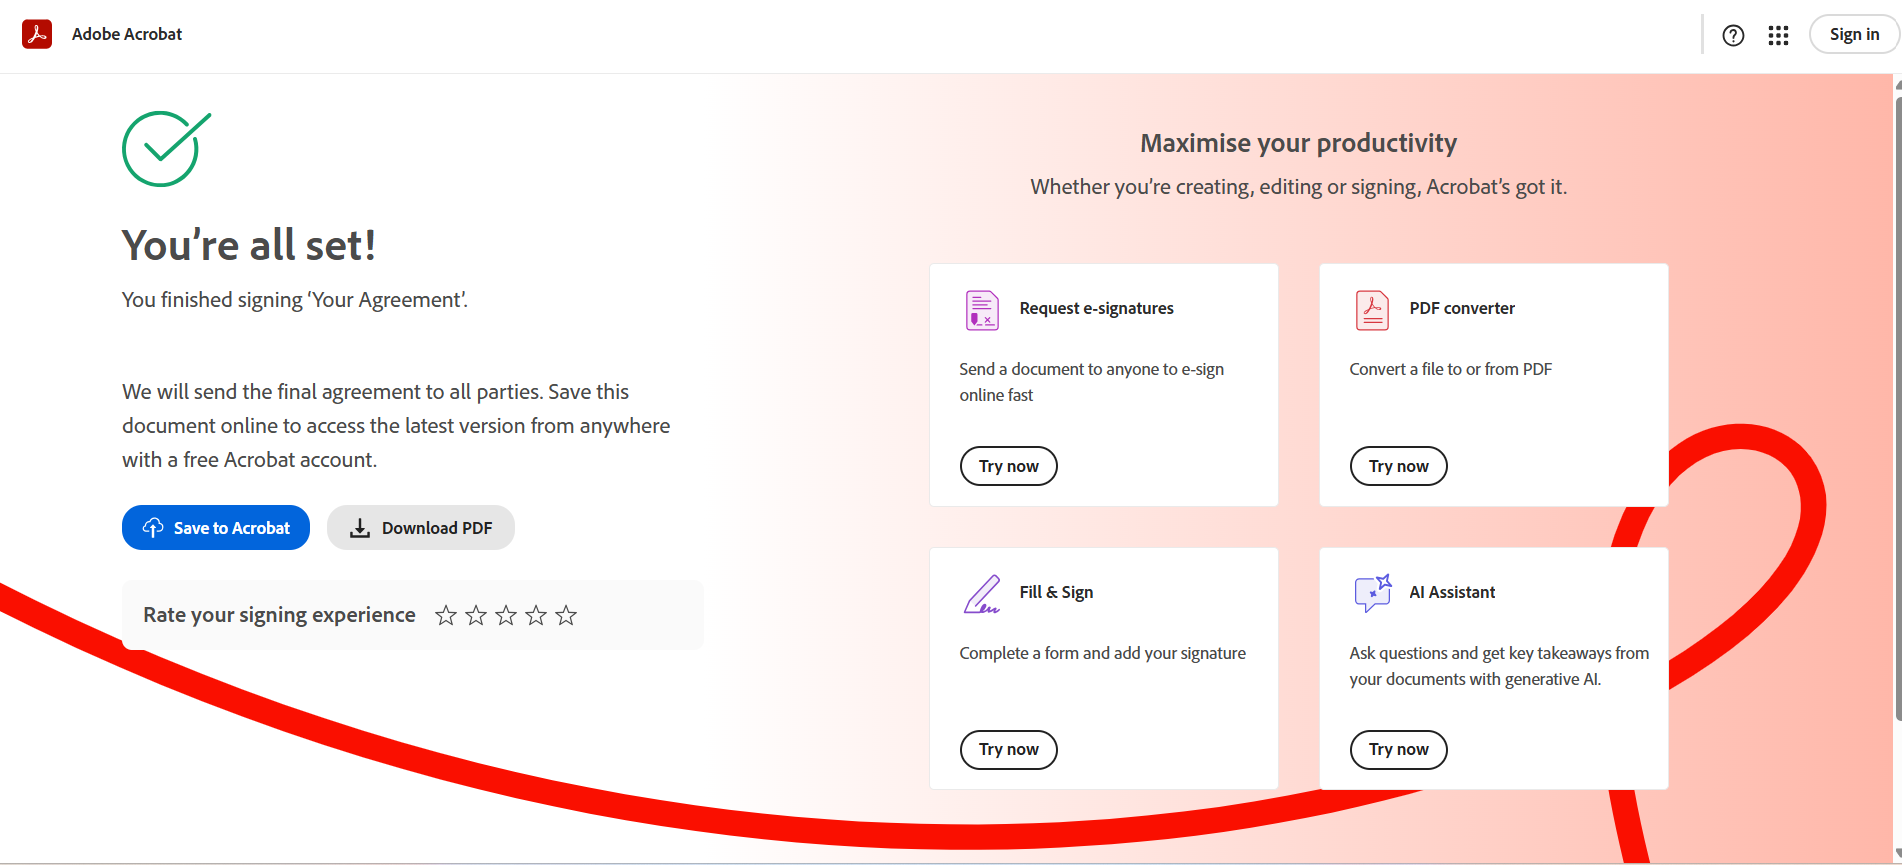 Adobe Acrobat
Sign in
You’re all set!
You finished signing ‘Your Agreement’.
We will send the final agreement to all parties. Save this
document online to access the latest version from anywhere
with a free Acrobat account.
Save to Acrobat
Download PDF
Rate your signing experience
Maximise your productivity
Whether you’re creating, editing or signing, Acrobat’s got it.
Request e-signatures
Send a document to anyone to e-sign
online fast
Try now
PDF converter
Convert a file to or from PDF
Try now
Fill & Sign
Complete a form and add your signature
Try now
AI Assistant
Ask questions and get key takeaways from
your documents with generative AI.
Try now